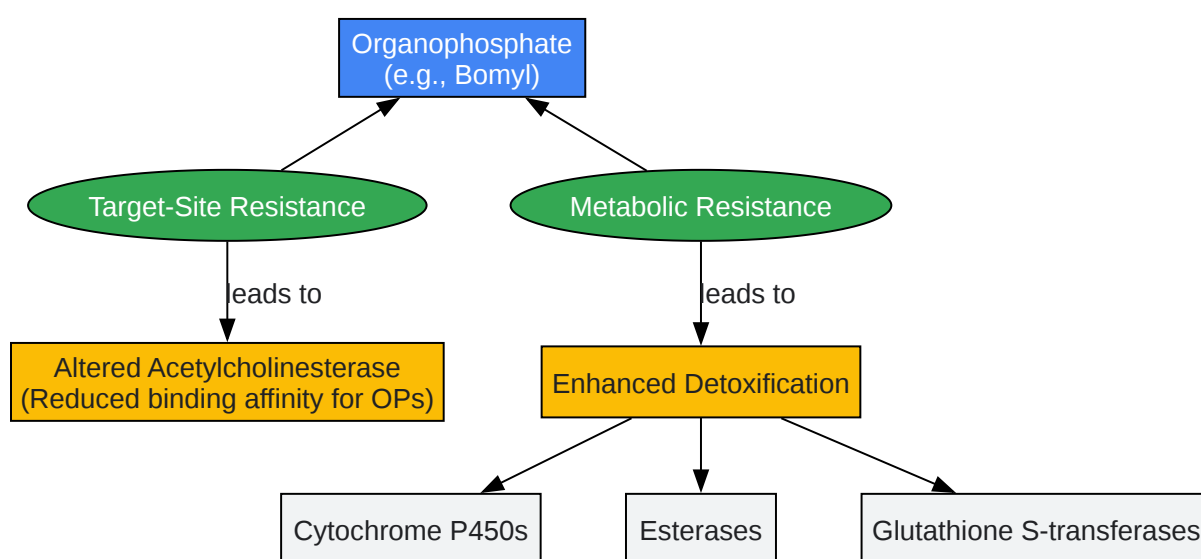 Organophosphate
(e.g., Bomyl)
Target-Site Resistance
Metabolic Resistance
leads to
leads to
Altered Acetylcholinesterase
(Reduced binding affinity for OPs)
Enhanced Detoxification
Cytochrome P450s
Esterases
Glutathione S-transferases